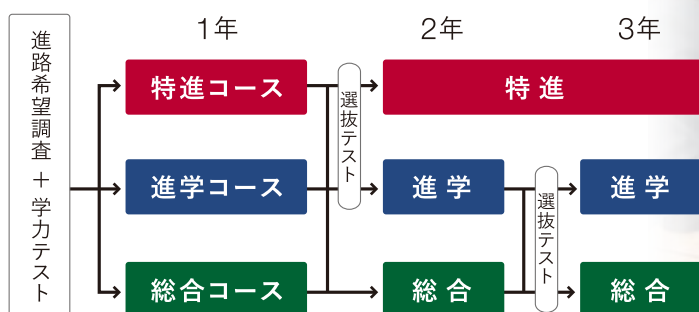 進路希望調査 + 学力テスト
1年
2年
3年
特進コース
選抜テスト
特進
進学コース
進学
選抜テスト
進学
総合コース
総合
総合